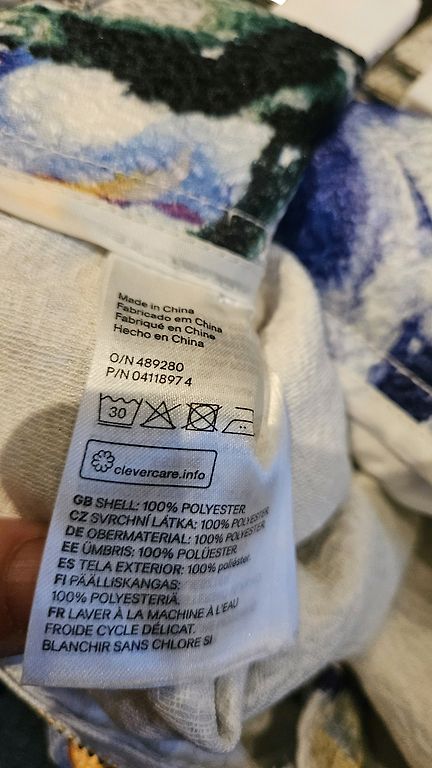 Made in China
Fabricado em China
Fabriqué en Chine
Hecho en China
O/N 489280
P/N 0411897 4
30
clevercare.info
GB SHELL: 100% POLYESTER
CZ SVRCHNÍ LÁTKA: 100% POLYESTER
DE OBERMATERIAL: 100% POLYESTER
EE ÜMBRIS: 100% POLÜESTER
ES TELA EXTERIOR: 100% poliéster.
FI PÄÄLLISKANGAS:
100% POLYESTERIÄ.
FR LAVER À LA MACHINE À L'EAU
FROIDE CYCLE DÉLICAT.
BLANCHIR SANS CHLORE SI